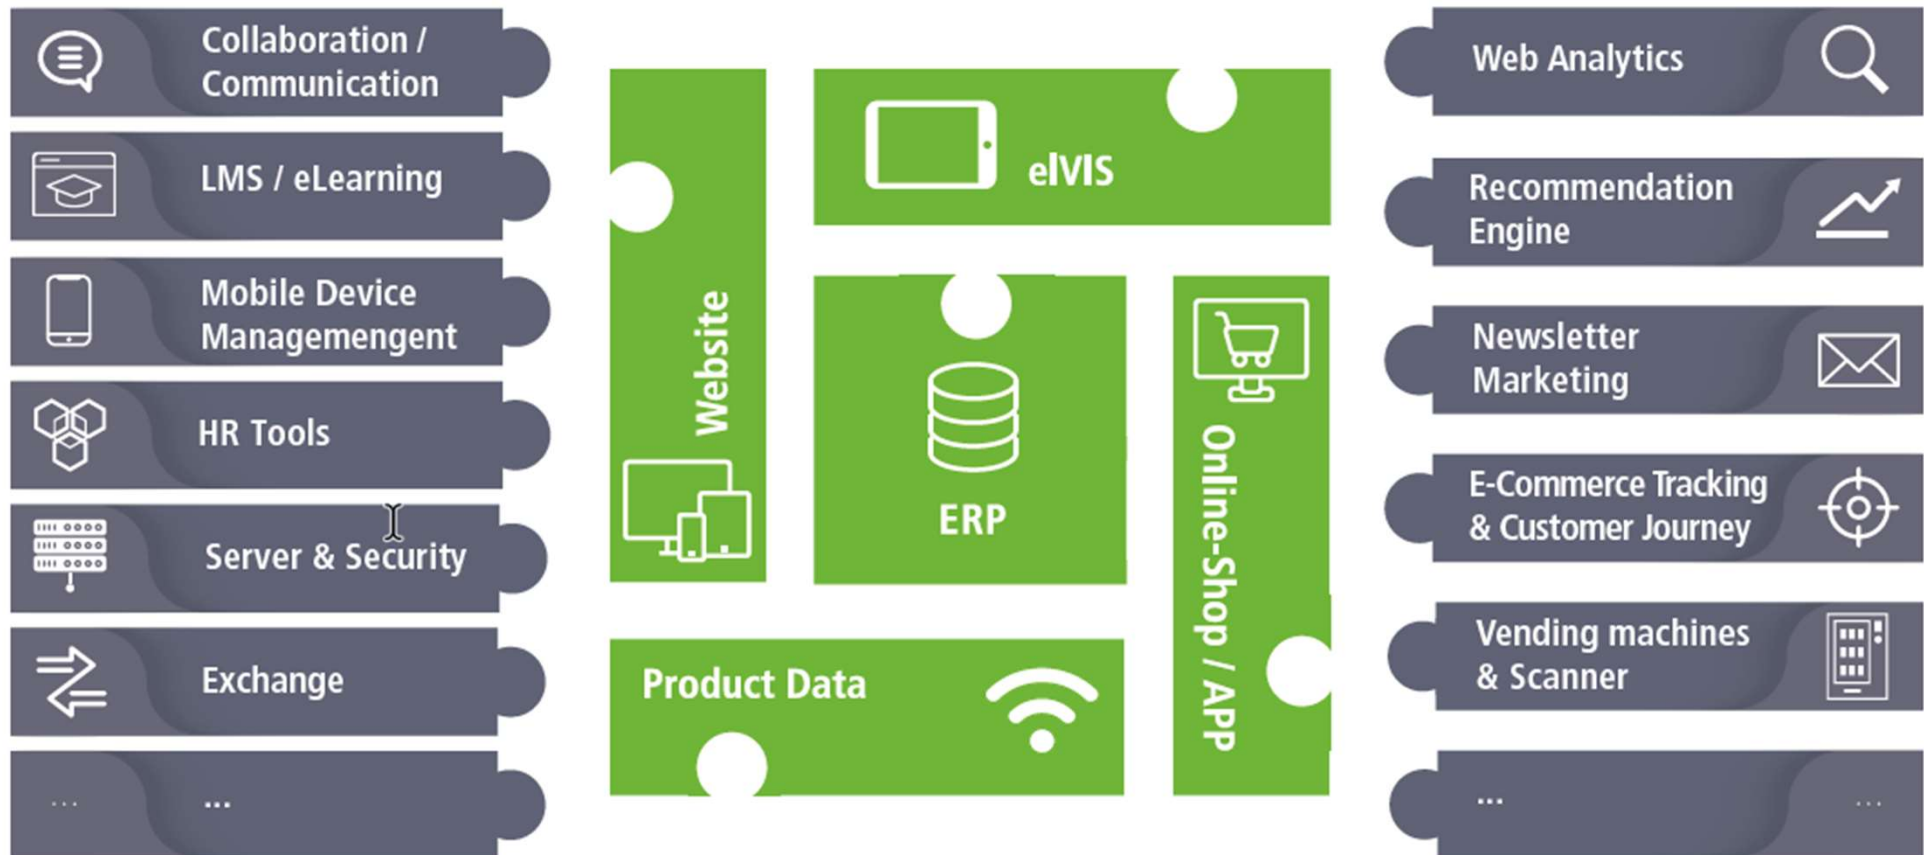 Collaboration /
Communication
LMS / eLearning
Mobile Device
Managemengent
HR Tools
Server & Security
Exchange
...
...
Website
elVIS
ERP
Online-Shop / APP
Product Data
Web Analytics
Recommendation
Engine
Newsletter
Marketing
E-Commerce Tracking
& Customer Journey
Vending machines
& Scanner
...
...